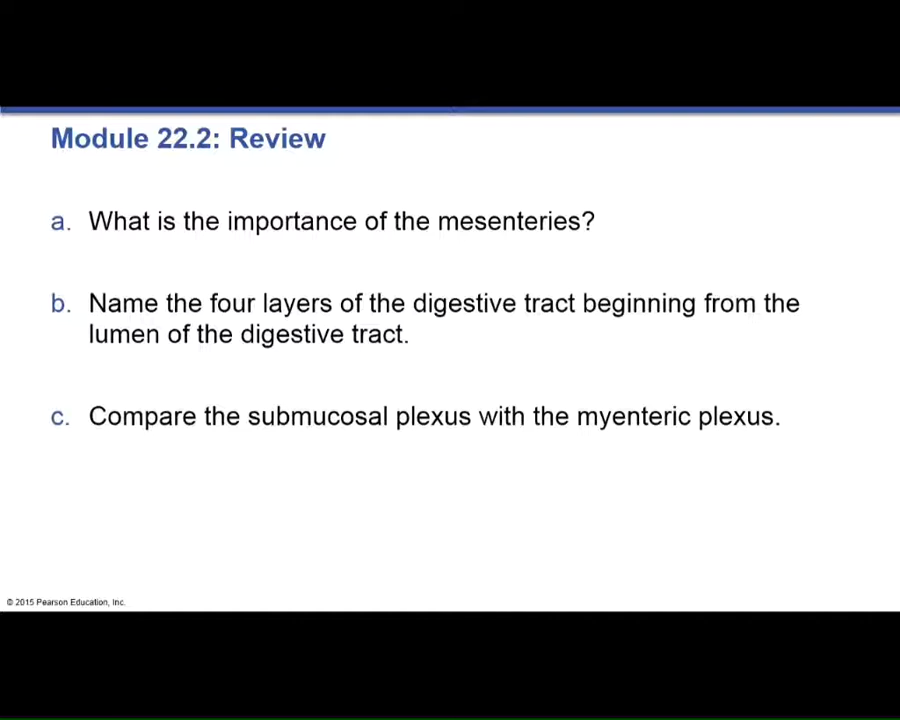 Module 22.2: Review
a. What is the importance of the mesenteries?
b. Name the four layers of the digestive tract beginning from the
lumen of the digestive tract.
c. Compare the submucosal plexus with the myenteric plexus.
© 2015 Pearson Education, Inc.